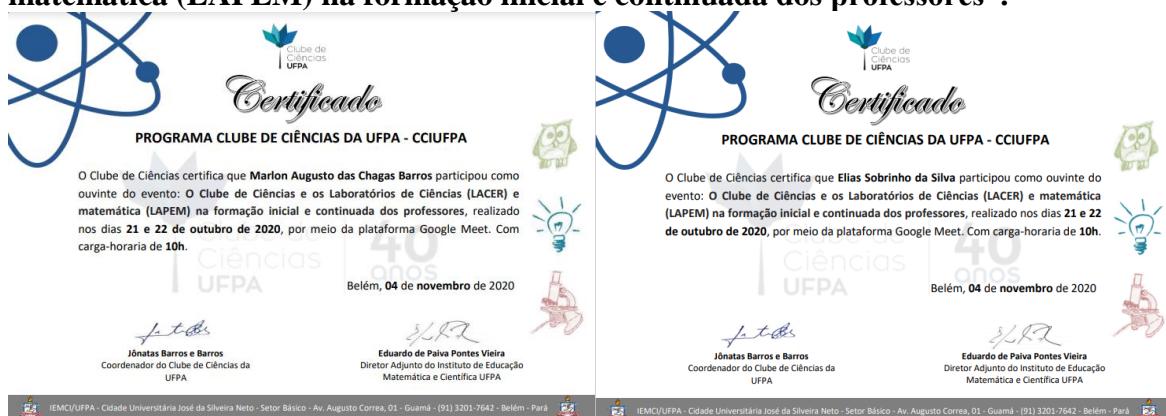 matemática (LAPEM) na formação inicial e continuada dos professores".
Clube de
Ciências
UFPA
Certificado
PROGRAMA CLUBE DE CIÊNCIAS DA UFPA - CCIUFPA
O Clube de Ciências certifica que Marlon Augusto das Chagas Barros participou como
ouvinte do evento: O Clube de Ciências e os Laboratórios de Ciências (LACER) e
matemática (LAPEM) na formação inicial e continuada dos professores, realizado
nos dias 21 e 22 de outubro de 2020, por meio da plataforma Google Meet. Com
carga-horaria de 10h.
Clube de
Ciências
UFPA
40
anos
Belém, 04 de novembro de 2020
Jônatas Barros e Barros
Coordenador do Clube de Ciências da
UFPA
Eduardo de Paiva Pontes Vieira
Diretor Adjunto do Instituto de Educação
Matemática e Científica UFPA
IEMCI/UFPA - Cidade Universitária José da Silveira Neto - Setor Básico - Av. Augusto Correa, 01 - Guamá - (91) 3201-7642 - Belém - Pará
Clube de
Ciências
UFPA
Certificado
PROGRAMA CLUBE DE CIÊNCIAS DA UFPA - CCIUFPA
O Clube de Ciências certifica que Elias Sobrinho da Silva participou como ouvinte do
evento: O Clube de Ciências e os Laboratórios de Ciências (LACER) e matemática
(LAPEM) na formação inicial e continuada dos professores, realizado nos dias 21 e 22
de outubro de 2020, por meio da plataforma Google Meet. Com carga-horaria de 10h.
Clube de
Ciências
UFPA
40
anos
Belém, 04 de novembro de 2020
Jônatas Barros e Barros
Coordenador do Clube de Ciências da
UFPA
Eduardo de Paiva Pontes Vieira
Diretor Adjunto do Instituto de Educação
Matemática e Científica UFPA
IEMCI/UFPA - Cidade Universitária José da Silveira Neto - Setor Básico - Av. Augusto Correa, 01 - Guamá - (91) 3201-7642 - Belém - Pará